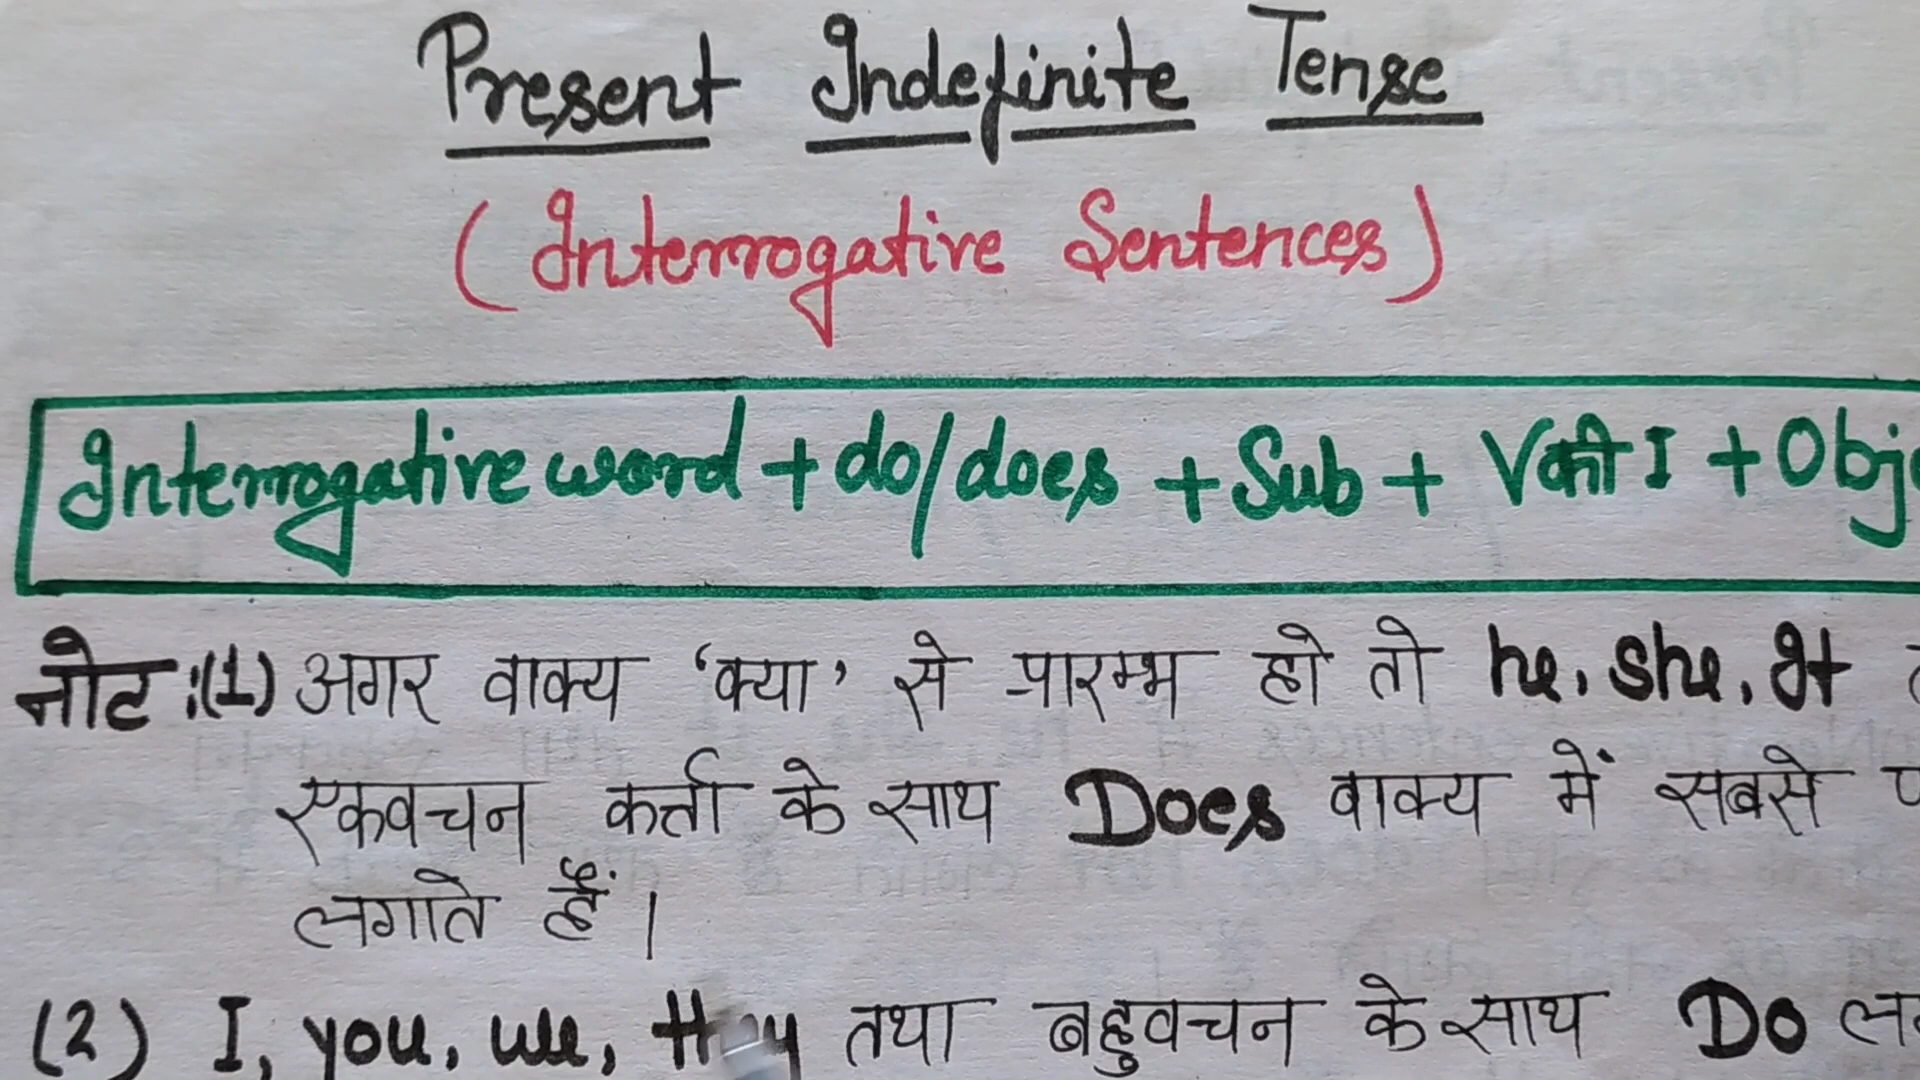 Present Indefinite Tense
(Interrogative Sentences)
Interrogative word + do/does + Sub + V की I + Obj
नोट :(1) अगर वाक्य ‘क्या’ से प्रारम्भ हो तो he, she, It
एकवचन कर्त्ता के साथ Does वाक्य में सबसे
लगाते हैं।
(2) I, you, we, they तथा बहुवचन के साथ Do